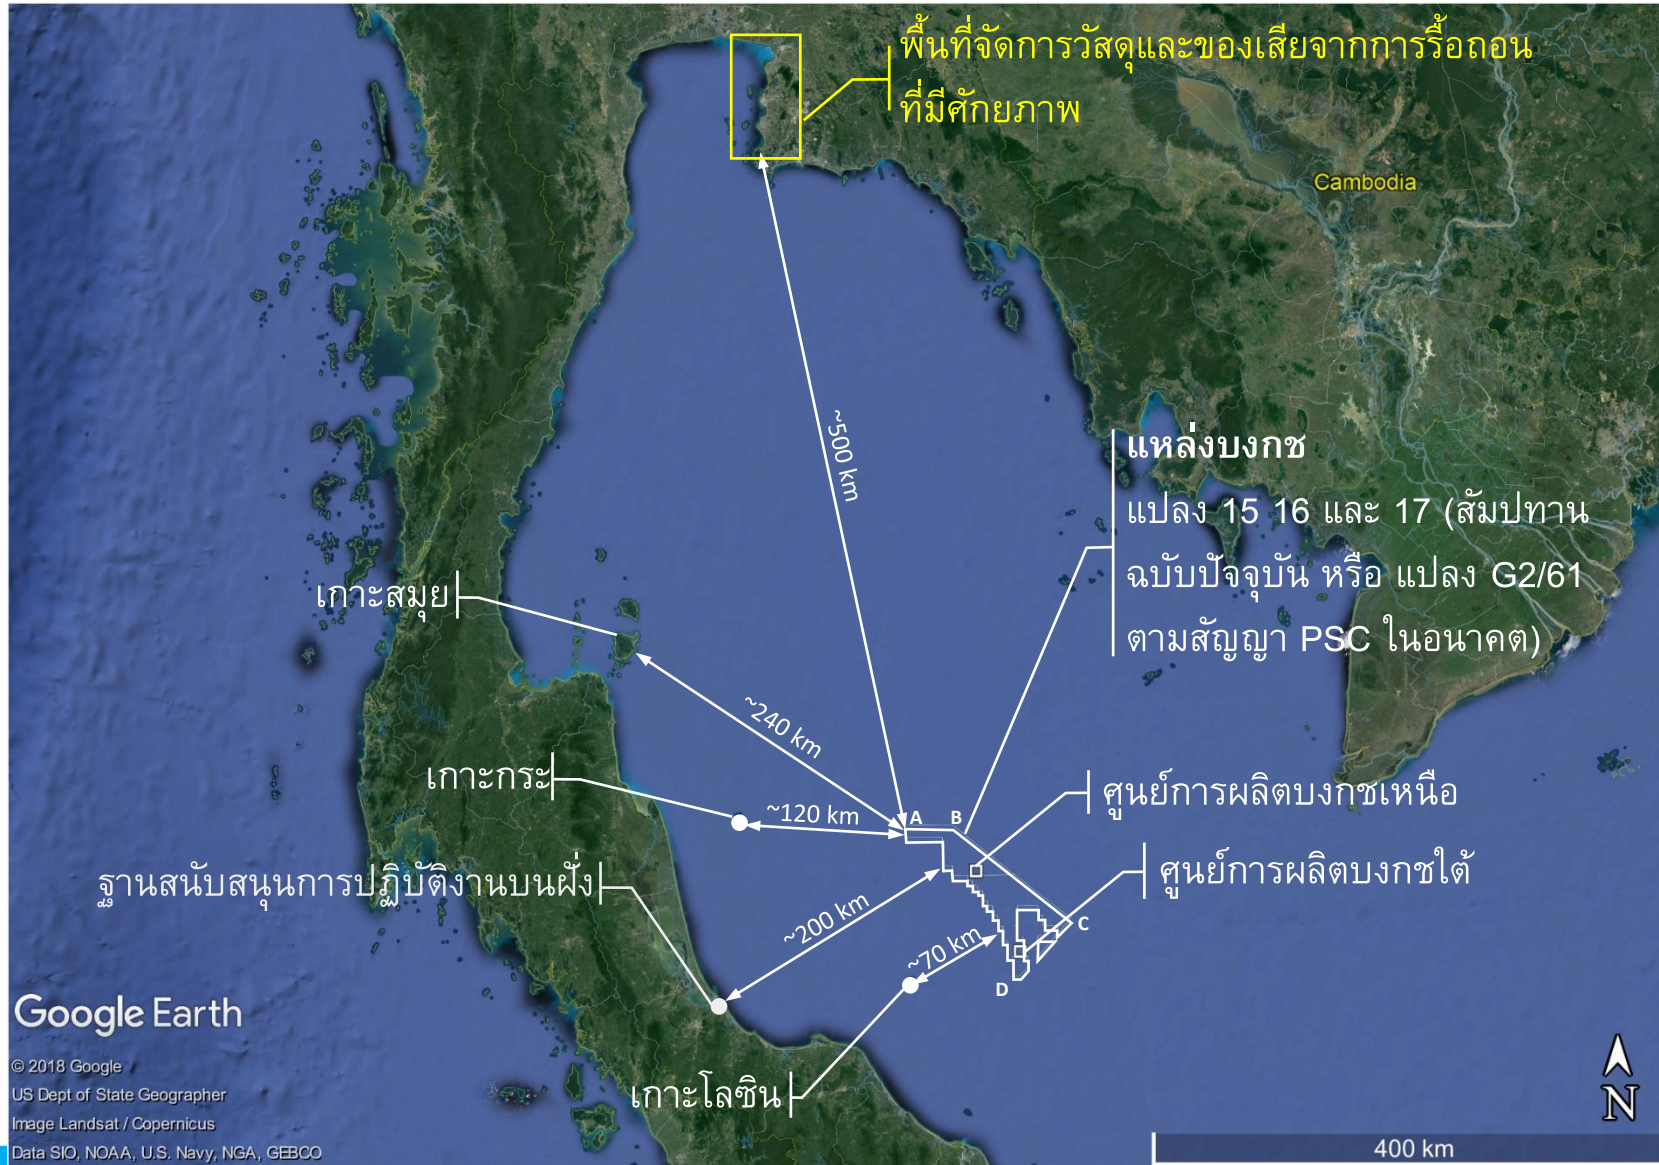 พื้นที่จัดการวัสดุและของเสียจากการรื้อถอน
ที่มีศักยภาพ
Cambodia
~500 km
แหล่งบงกช
แปลง 15 16 และ 17 (สัมปทาน
ฉบับปัจจุบัน หรือ แปลง G2/61
ตามสัญญา PSC ในอนาคต)
เกาะสมุย
~240 km
เกาะกระ
~120 km
A
B
ศูนย์การผลิตบงกชเหนือ
ศูนย์การผลิตบงกชใต้
ฐานสนับสนุนการปฏิบัติงานบนฝั่ง
~200 km
C
~70 km
D
เกาะโลซิน
Google Earth
© 2018 Google
US Dept of State Geographer
Image Landsat / Copernicus
Data SIO, NOAA, U.S. Navy, NGA, GEBCO
N
400 km